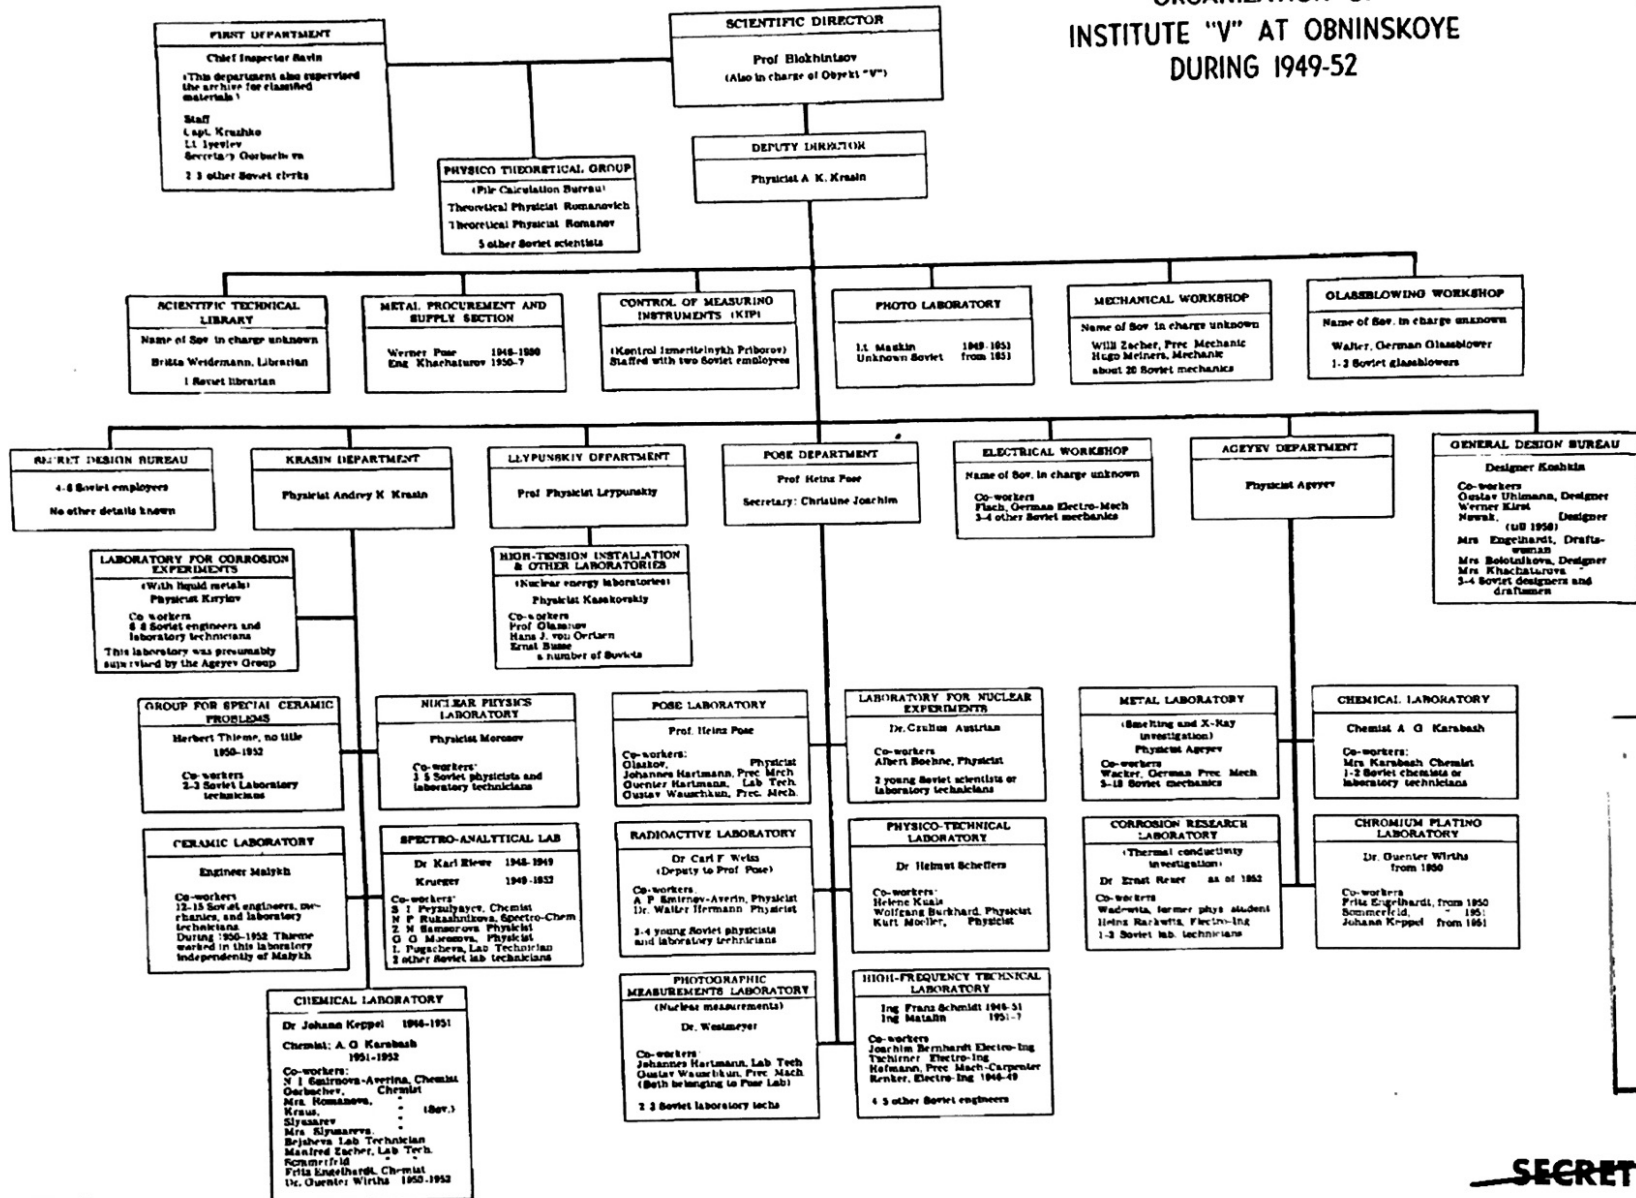 INSTITUTE "V" AT OBNINSKOYE
DURING 1949-52
FIRST DEPARTMENT
Chief Inspector Savin
(This department also supervised
the archive for classified
materials)
Staff
Capt. Krushko
Lt
Secretary
2 3 other Soviet clerks
SCIENTIFIC DIRECTOR
Prof Blokhintsov
(Also in charge of Obyekt "V")
DEPUTY DIRECTOR
Physicist A K. Krasin
PHYSICO THEORETICAL GROUP
(Pile Calculation Bureau)
Theoretical Physicist Romanovich
Theoretical Physicist Romanov
5 other Soviet scientists
SCIENTIFIC TECHNICAL
LIBRARY
Name of Sov in charge unknown
Britta Weidemann, Librarian
1 Soviet librarian
METAL PROCUREMENT AND
SUPPLY SECTION
Werner Pose
Eng Khachaturov 1950-?
CONTROL OF MEASURING
INSTRUMENTS (KIP)
(Kontrol Izmeritelnykh Priborov)
Staffed with two Soviet employees
PHOTO LABORATORY
Lt Maskin 1949-1951
Unknown Soviet from 1951
MECHANICAL WORKSHOP
Name of Sov in charge unknown
Willi Zacher, Prec Mechanic
Hugo Meiners, Mechanic
about 20 Soviet mechanics
GLASSBLOWING WORKSHOP
Name of Sov. in charge unknown
Walter, German Glassblower
1-2 Soviet glassblowers
SECRET DESIGN BUREAU
4-6 Soviet employees
No other details known
KRASIN DEPARTMENT
Physicist Andrey K Krasin
LEYPUNSKIY DEPARTMENT
Prof Physicist Leypunskiy
POSE DEPARTMENT
Prof Heinz Pose
Secretary: Christine Joachim
ELECTRICAL WORKSHOP
Name of Sov. in charge unknown
Co-workers
Flach, German Electro-Mech
3-4 other Soviet mechanics
AGEYEV DEPARTMENT
Physicist Ageyev
GENERAL DESIGN BUREAU
Designer Koshkin
Co-workers
Gustav Uhlmann, Designer
Werner Kirst
Nowak, Designer
(till 1950)
Mrs Engelhardt, Drafts-
woman
Mrs Bolotnikova, Designer
Mrs Khachaturova
3-4 Soviet designers and
draftsmen
LABORATORY FOR CORROSION
EXPERIMENTS
(With liquid metals)
Physicist Kirylov
Co workers
6 8 Soviet engineers and
laboratory technicians
This laboratory was presumably
supervised by the Ageyev Group
HIGH-TENSION INSTALLATION
& OTHER LABORATORIES
(Nuclear energy laboratories)
Physicist Kasakovskiy
Co-workers
Prof
Hans J. von Oertzen
Ernst Busse
a number of Soviets
GROUP FOR SPECIAL CERAMIC
PROBLEMS
Herbert Thieme, no title
1950-1952
Co-workers
2-3 Soviet Laboratory
technicians
NUCLEAR PHYSICS
LABORATORY
Physicist Morozov
Co-workers:
3 5 Soviet physicists and
laboratory technicians
POSE LABORATORY
Prof. Heinz Pose
Co-workers:
Physicist
Johannes Hartmann, Prec Mech
Guenter Hartmann, Lab Tech.
Gustav Wauschkun, Prec. Mech.
LABORATORY FOR NUCLEAR
EXPERIMENTS
Dr. Czulius Austrian
Co-workers
Albert Boehne, Physicist
2 young Soviet scientists or
laboratory technicians
METAL LABORATORY
(Smelting and X-Ray
investigation)
Physicist Ageyev
Co-workers
Wacker, German Prec Mech
Soviet mechanics
CHEMICAL LABORATORY
Chemist A G Karabash
Co-workers:
Mrs Karabash Chemist
1-2 Soviet chemists or
laboratory technicians
CERAMIC LABORATORY
Engineer Malykh
Co-workers
12-15 Soviet engineers, me-
chanics, and laboratory
technicians.
During 1950-1952 Thieme
worked in this laboratory
independently of Malykh
SPECTRO-ANALYTICAL LAB
Dr Karl Riewe 1948-1949
Krueger 1949-1952
Co-workers:
Chemist
N P Rukashnikova, Spectro-Chem
Z N Samsorova Physicist
G G Morozova, Physicist
L Pugacheva, Lab Technician
2 other Soviet lab technicians
RADIOACTIVE LABORATORY
Dr Carl F Weiss
(Deputy to Prof Pose)
Co-workers
A P Smirnov-Averin, Physicist
Dr. Walter Hermann Physicist
3-4 young Soviet physicists
and laboratory technicians
PHYSICO-TECHNICAL
LABORATORY
Dr Helmut Scheffers
Co-workers:
Helene
Wolfgang Burkhard, Physicist
Kurt Moeller, Physicist
CORROSION RESEARCH
LABORATORY
(Thermal conductivity
investigation)
Dr Ernst Rexer as of 1952
Co-workers
Wadewitz, former phys student
Heinz Rackwitz, Electro-Ing
1-2 Soviet lab. technicians
CHROMIUM PLATING
LABORATORY
Dr. Guenter Wirths
from 1950
Co-workers
Fritz Engelhardt, from 1950
Sommerfeld, " 1951
Johann Keppel from 1951
CHEMICAL LABORATORY
Dr Johann Keppel 1948-1951
Chemist: A. G Karabash
1951-1952
Co-workers:
N I Smirnova-Averina, Chemist
Gorbachev, Chemist
Mrs. Romanova, "
Kraus, " (Sov.)
Slyusarev "
Mrs Slyusareva. "
Lab Technician
Manfred Zacher, Lab Tech.
Sommerfeld " "
Fritz Engelhardt, Chemist
Dr. Guenter Wirths 1950-1952
PHOTOGRAPHIC
MEASUREMENTS LABORATORY
(Nuclear measurements)
Dr. Westmeyer
Co-workers:
Johannes Hartmann, Lab Tech
Gustav Wauschkun, Prec Mech.
(Both belonging to Pose Lab)
2 3 Soviet laboratory techs
HIGH-FREQUENCY TECHNICAL
LABORATORY
Ing Franz Schmidt 1948-51
Ing Matalin 1951-?
Co-workers
Joachim Bernhardt Electro-Ing
Tschirner Electro-Ing
Hofmann, Prec Mach-Carpenter
Renker, Electro-Ing 1948-49
4 5 other Soviet engineers
SECRET